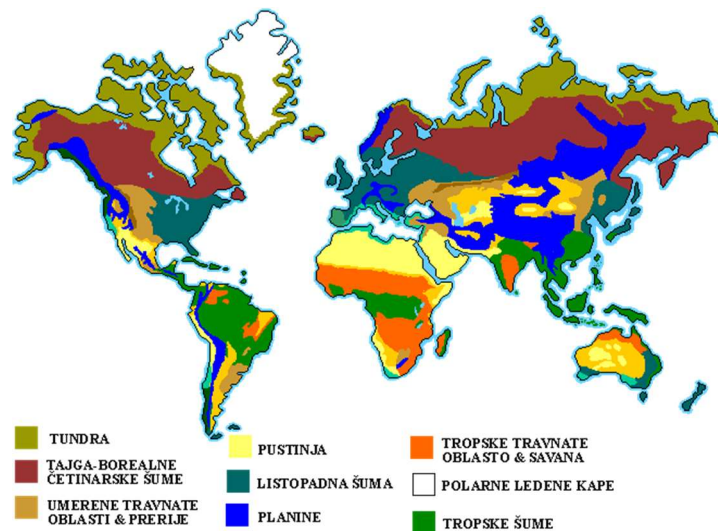 TUNDRA
TAJGA-BOREALNE
ČETINARSKE ŠUME
UMERENE TRAVNATE
OBLASTI & PRERIJE
PUSTINJA
LISTOPADNA ŠUMA
PLANINE
TROPSKE TRAVNATE
OBLASTO & SAVANA
POLARNE LEDENE KAPE
TROPSKE ŠUME